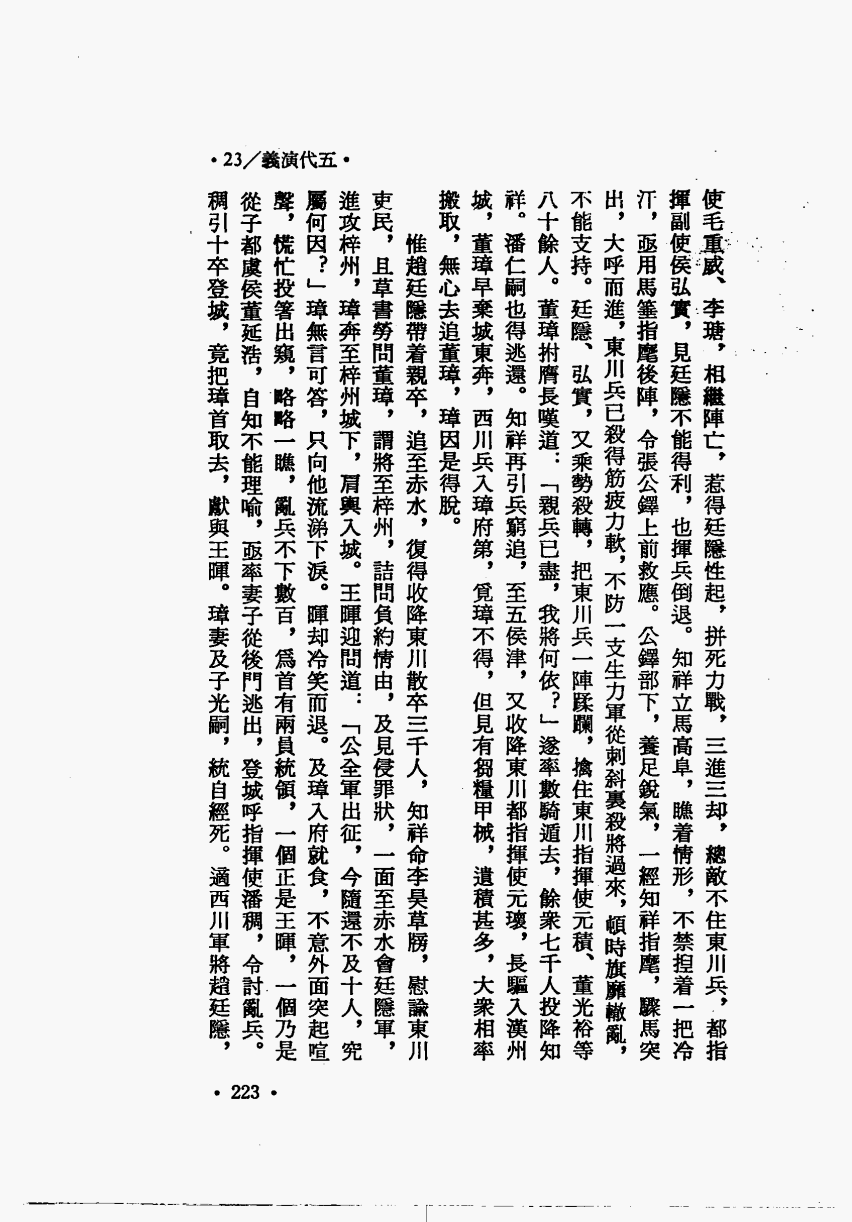 •23／義演代五•
使毛重威、李瑭，相繼陣亡，惹得廷隱性起，拼死力戰，三進三却，總敵不住東川兵，都指
揮副使侯弘實，見廷隱不能得利，也揮兵倒退。知祥立馬高阜，瞧着情形，不禁揑着一把冷
汗，亟用馬箠指麾後陣，令張公鐸上前救應。公鐸部下，養足銳氣，一經知祥指麾，驟馬突
出，大呼而進，東川兵已殺得筋疲力軟，不防一支生力軍從刺斜裏殺將過來，頓時旗靡轍亂，
不能支持。廷隱、弘實，又乘勢殺轉，把東川兵一陣蹂躪，擒住東川指揮使元積、董光裕等
八十餘人。董璋拊膺長嘆道：「親兵已盡，我將何依？」遂率數騎遁去，餘衆七千人投降知
祥。潘仁嗣也得逃還。知祥再引兵窮追，至五侯津，又收降東川都指揮使元瓌，長驅入漢州
城，董璋早棄城東奔，西川兵入璋府第，覓璋不得，但見有芻糧甲械，遺積甚多，大衆相率
搬取，無心去追董璋，璋因是得脫。
惟趙廷隱帶着親卒，追至赤水，復得收降東川散卒三千人，知祥命李昊草牓，慰諭東川
吏民，且草書勞問董璋，謂將至梓州，詰問負約情由，及見侵罪狀，一面至赤水會廷隱軍，
進攻梓州，璋奔至梓州城下，肩輿入城。王暉迎問道：「公全軍出征，今隨還不及十人，究
屬何因？」璋無言可答，只向他流涕下淚。暉却冷笑而退。及璋入府就食，不意外面突起喧
聲，慌忙投箸出窺，略略一瞧，亂兵不下數百，爲首有兩員統領，一個正是王暉，一個乃是
從子都虞侯董延浩，自知不能理喻，亟率妻子從後門逃出，登城呼指揮使潘稠，令討亂兵。
稠引十卒登城，竟把璋首取去，獻與王暉。璋妻及子光嗣，統自經死。適西川軍將趙廷隱，
• 223 •